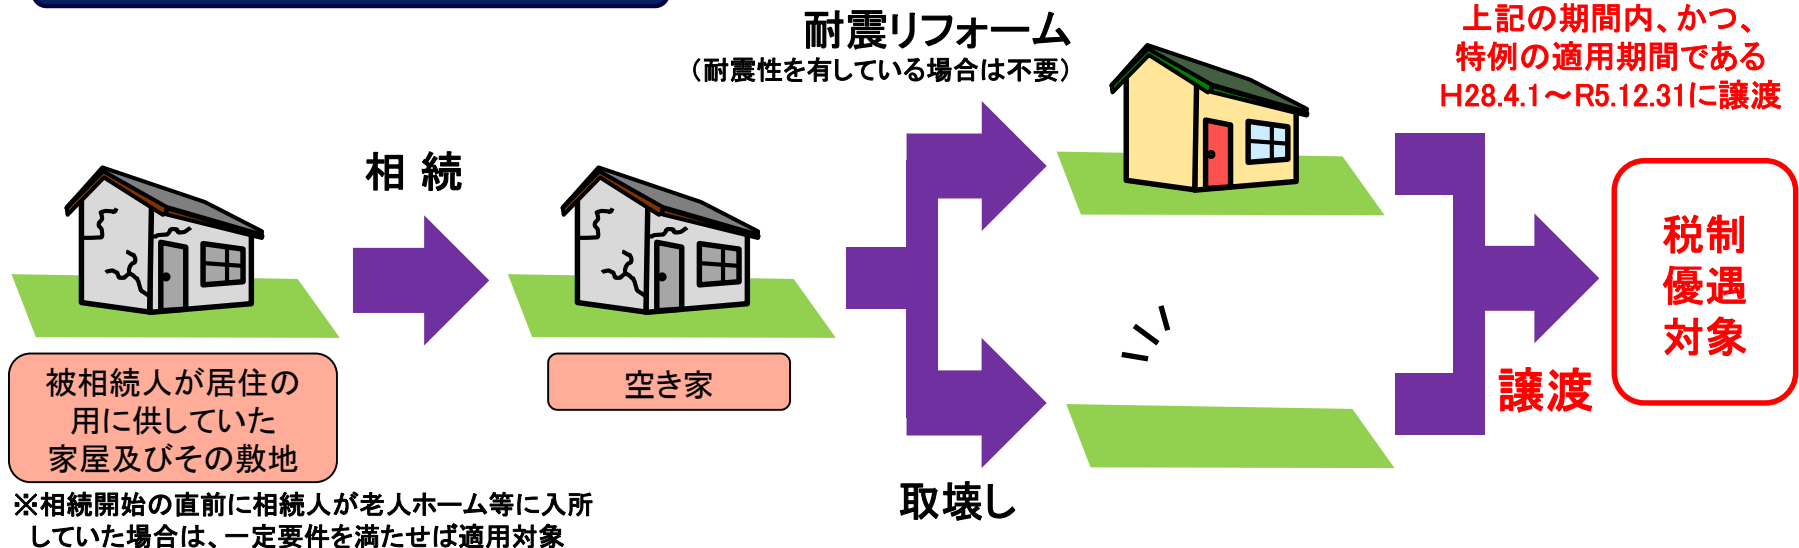 耐震リフォーム
（耐震性を有している場合は不要）
上記の期間内、かつ、
特例の適用期間である
H28.4.1～R5.12.31に譲渡
相 続
税制
優遇
対象
被相続人が居住の
用に供していた
家屋及びその敷地
空き家
譲渡
取壊し
※相続開始の直前に相続人が老人ホーム等に入所
していた場合は、一定要件を満たせば適用対象